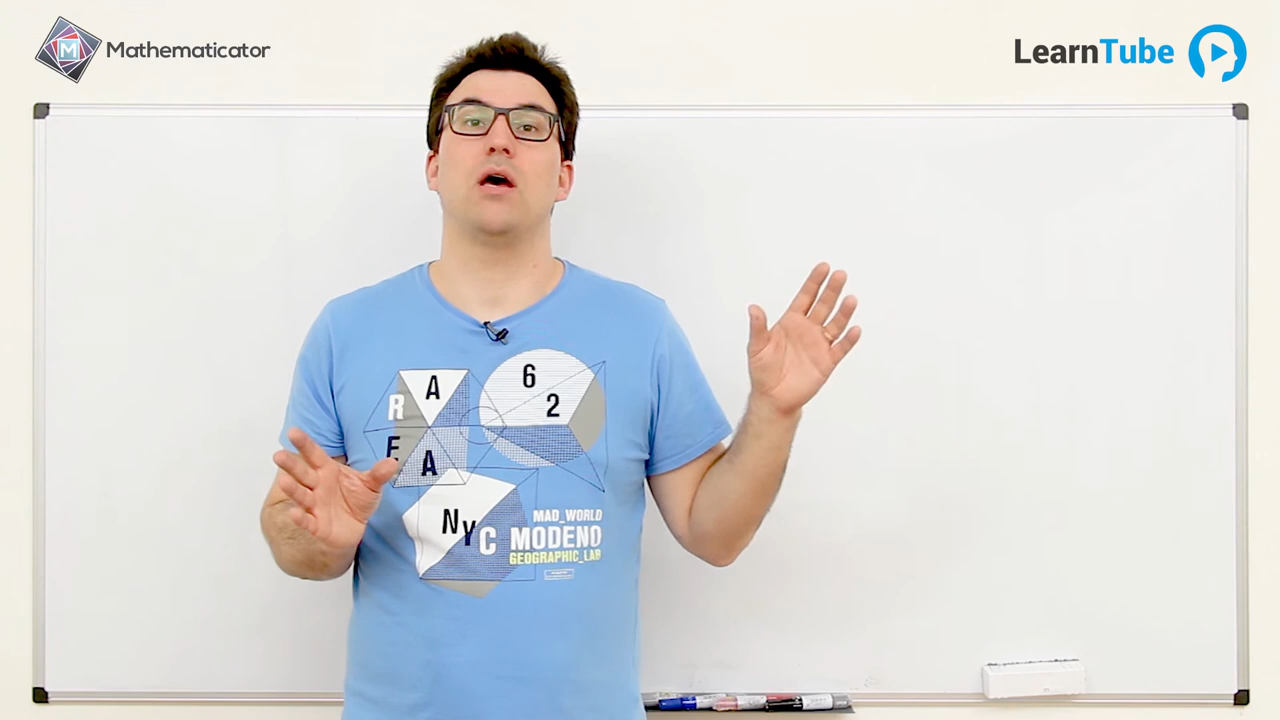 Mathematicator
LearnTube
A
R
E
A
6
2
NYC
MAD_WORLD
MODENO
GEOGRAPHIC_LAB